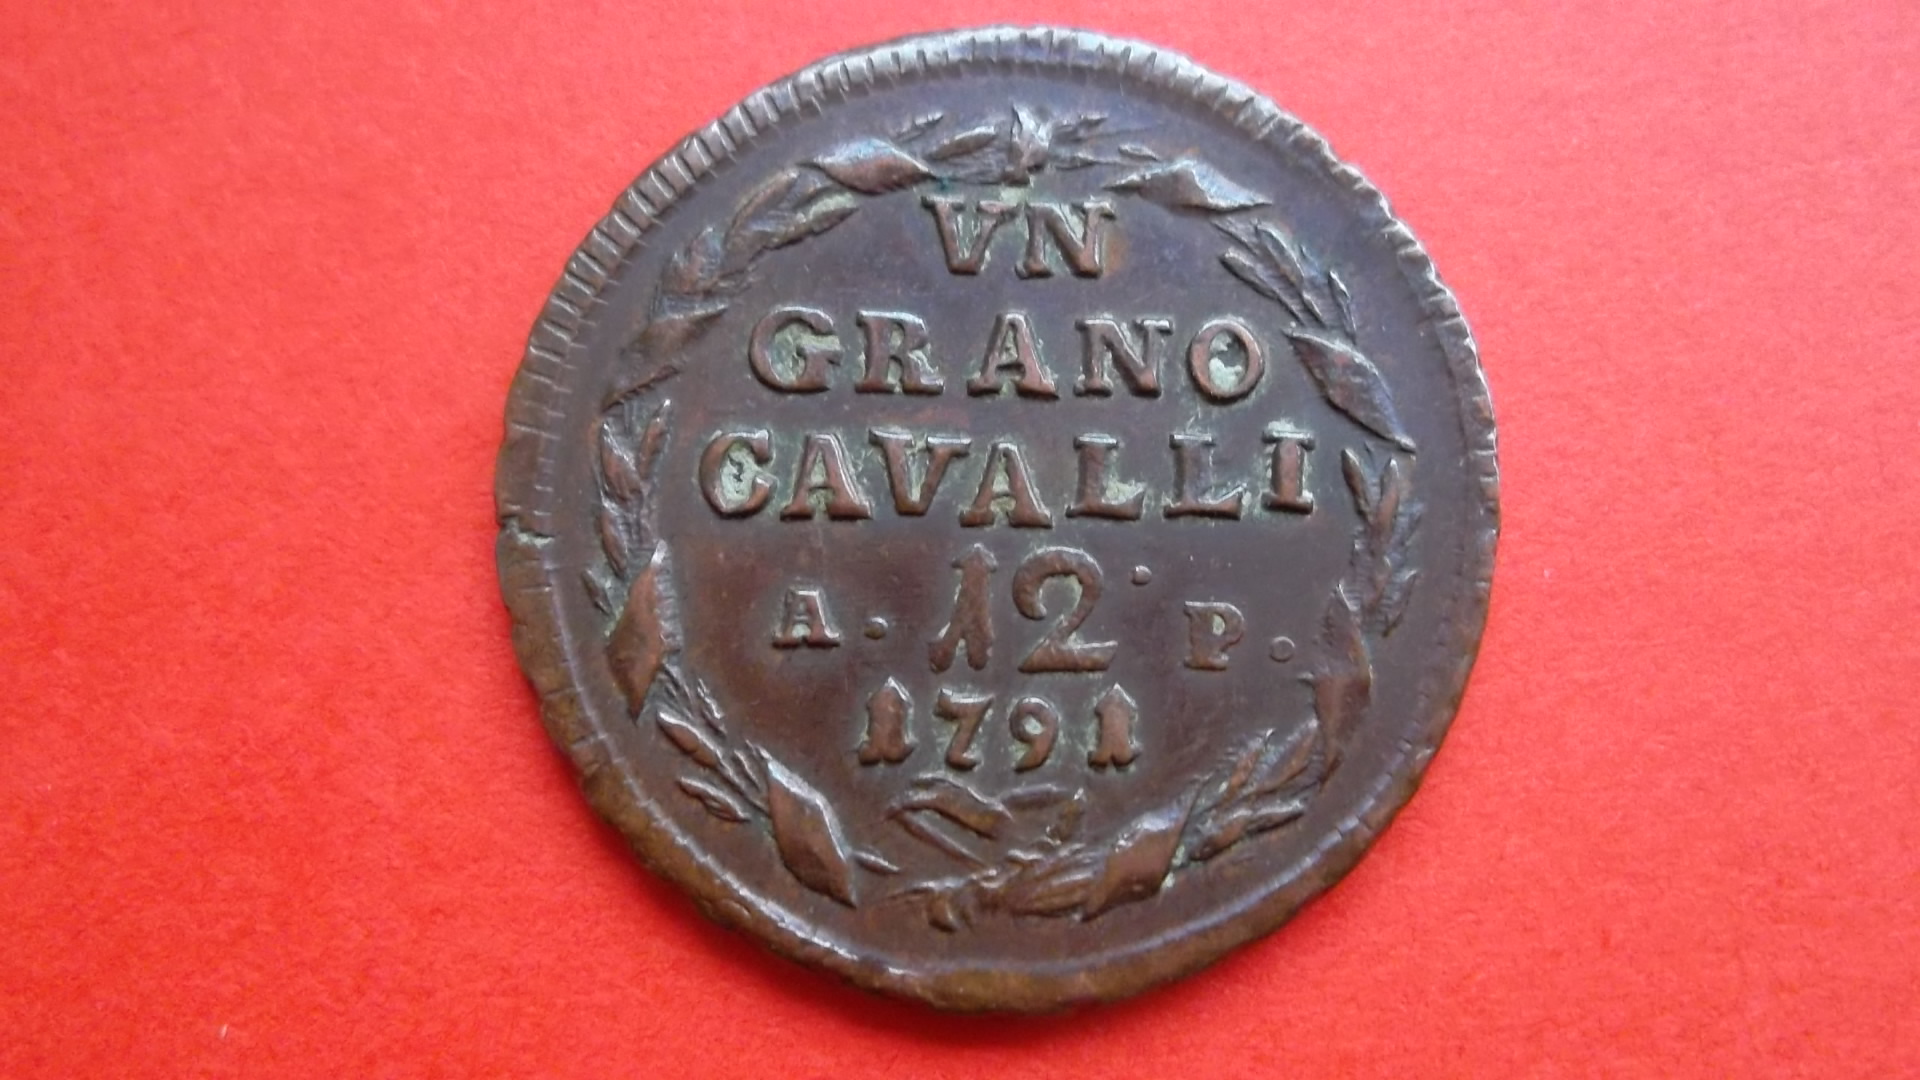 VN
GRANO
CAVALLI
A. 12. P.
1791